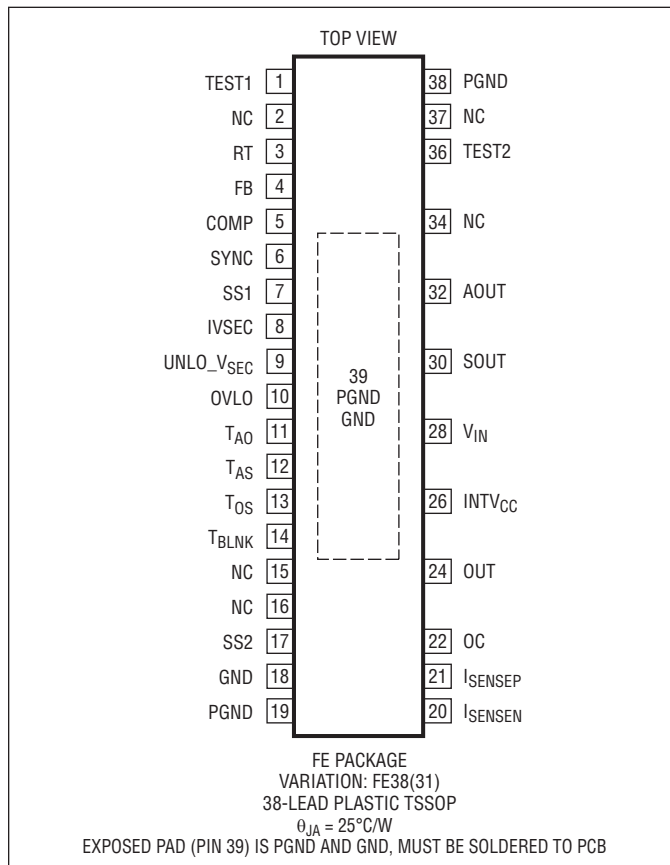 TOP VIEW
TEST1 1
NC 2
RT 3
FB 4
COMP 5
SYNC 6
SS1 7
IVSEC 8
UNLO_VSEC 9
OVLO 10
TAO 11
TAS 12
TOS 13
TBLNK 14
NC 15
NC 16
SS2 17
GND 18
PGND 19
39
PGND
GND
38 PGND
37 NC
36 TEST2
34 NC
32 AOUT
30 SOUT
28 VIN
26 INTVCC
24 OUT
22 OC
21 ISENSEP
20 ISENSEN
FE PACKAGE
VARIATION: FE38(31)
38-LEAD PLASTIC TSSOP
θJA = 25°C/W
EXPOSED PAD (PIN 39) IS PGND AND GND, MUST BE SOLDERED TO PCB